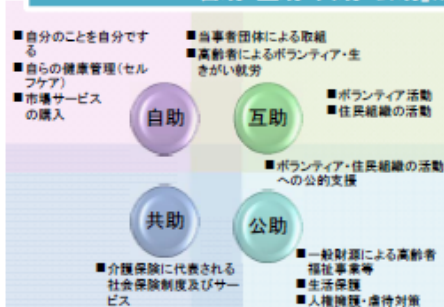 ■自分のことを自分です
る
■自らの健康管理(セル
フケア)
■市場サービス
の購入
■当事者団体による取組
■高齢者によるボランティア・生
きがい就労
自助
互助
■ボランティア活動
■住民組織の活動
■ボランティア・住民組織の活動
への公的支援
共助
公助
■介護保険に代表される
社会保険制度及びサー
ビス
■一般財源による高齢者
福祉事業等
■生活保護
■人権擁護・虐待対策